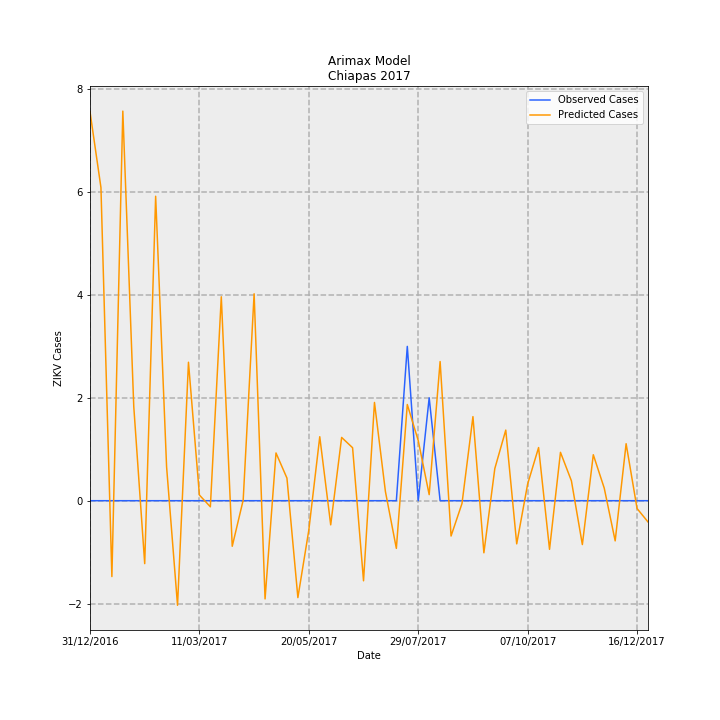 Arimax Model
Chiapas 2017
Observed Cases
Predicted Cases
8
6
4
2
0
−2
ZIKV Cases
31/12/2016 11/03/2017 20/05/2017 29/07/2017 07/10/2017 16/12/2017
Date